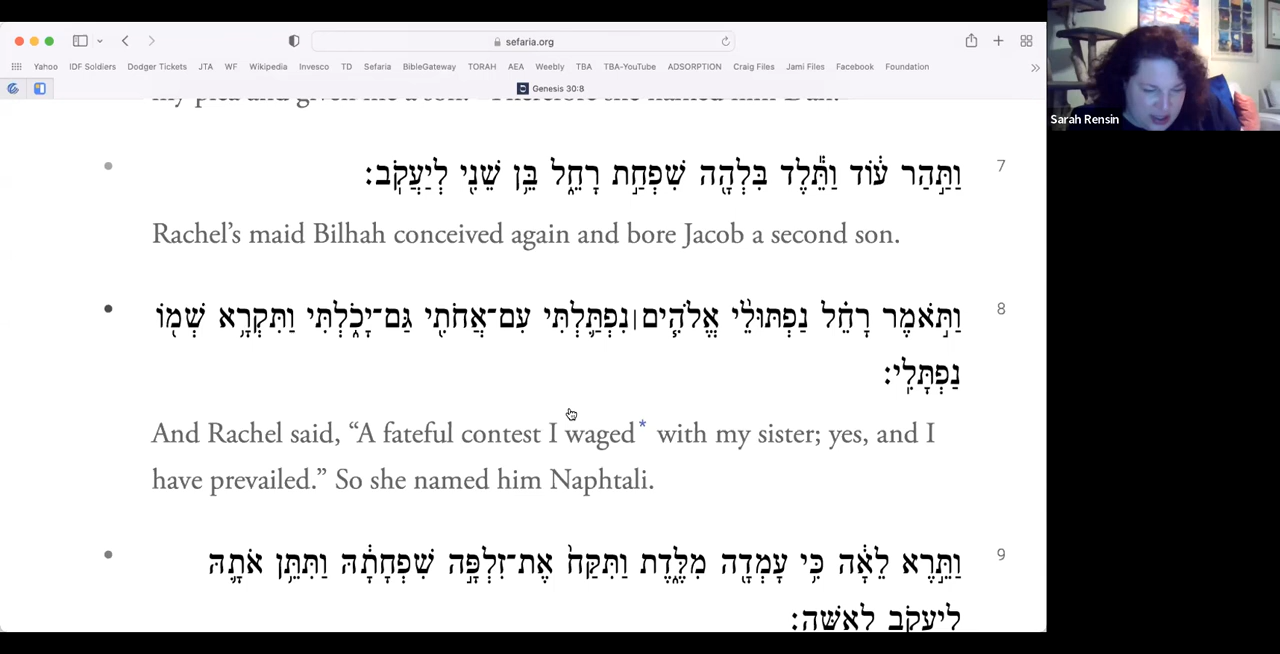 sefaria.org
Yahoo IDF Soldiers Dodger Tickets JTA WF Wikipedia Invesco TD Sefaria BibleGateway TORAH AEA Weebly TBA TBA-YouTube ADSORPTION Craig Files Jami Files Facebook Foundation
Genesis 30:8
Sarah Rensin
7
וַתַּ֣הַר ע֔וֹד וַתֵּ֕לֶד בִּלְהָ֖ה שִׁפְחַ֣ת רָחֵ֑ל בֵּ֥ן שֵׁנִ֖י לְיַעֲקֹֽב׃
Rachel’s maid Bilhah conceived again and bore Jacob a second son.
8
וַתֹּ֣אמֶר רָחֵ֗ל נַפְתּוּלֵ֨י אֱלֹהִ֧ים ׀ נִפְתַּ֛לְתִּי עִם־אֲחֹתִ֖י גַּם־יָכֹ֑לְתִּי וַתִּקְרָ֥א שְׁמ֖וֹ
נַפְתָּלִֽי׃
And Rachel said, “A fateful contest I waged* with my sister; yes, and I
have prevailed.” So she named him Naphtali.
9
וַתֵּ֣רֶא לֵאָ֔ה כִּ֥י עָמְדָ֖ה מִלֶּ֑דֶת וַתִּקַּח֙ אֶת־זִלְפָּ֣ה שִׁפְחָתָ֔הּ וַתִּתֵּ֥ן אֹתָ֛הּ
לְיַעֲקֹ֖ב לְאִשָּֽׁה׃